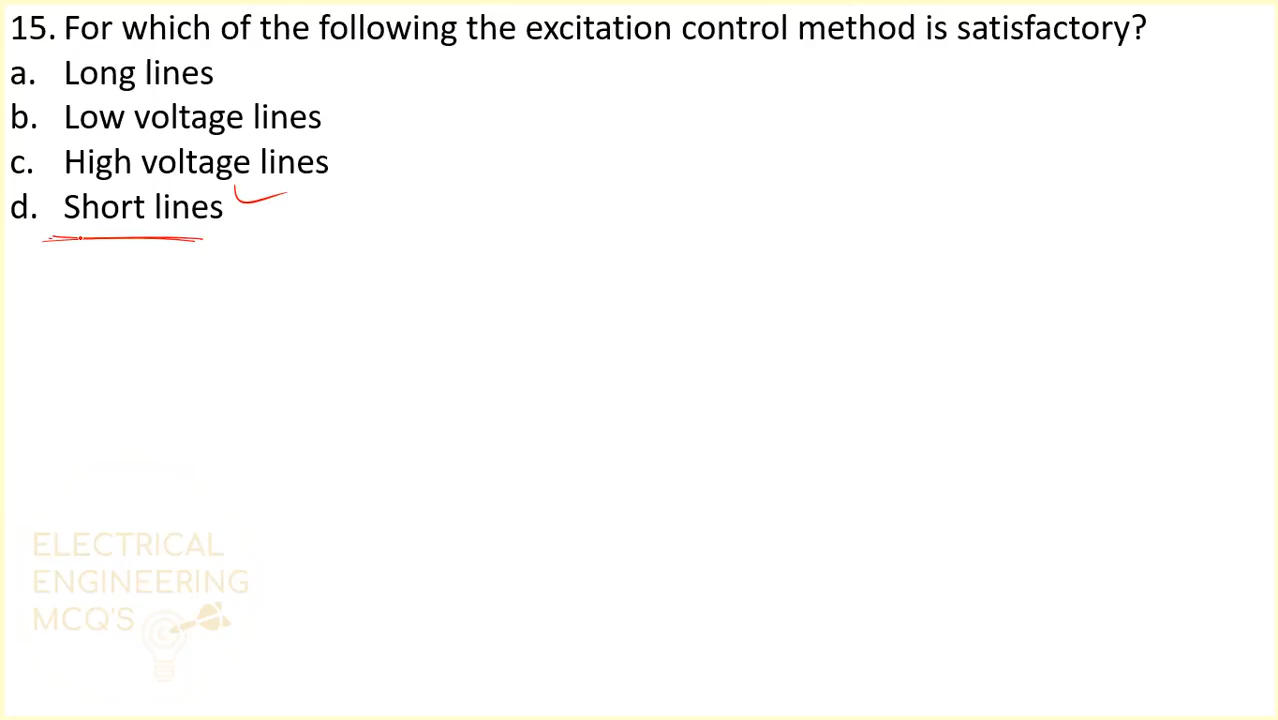 15. For which of the following the excitation control method is satisfactory?
a. Long lines
b. Low voltage lines
c. High voltage lines
d. Short lines
ELECTRICAL
ENGINEERING
MCQ'S